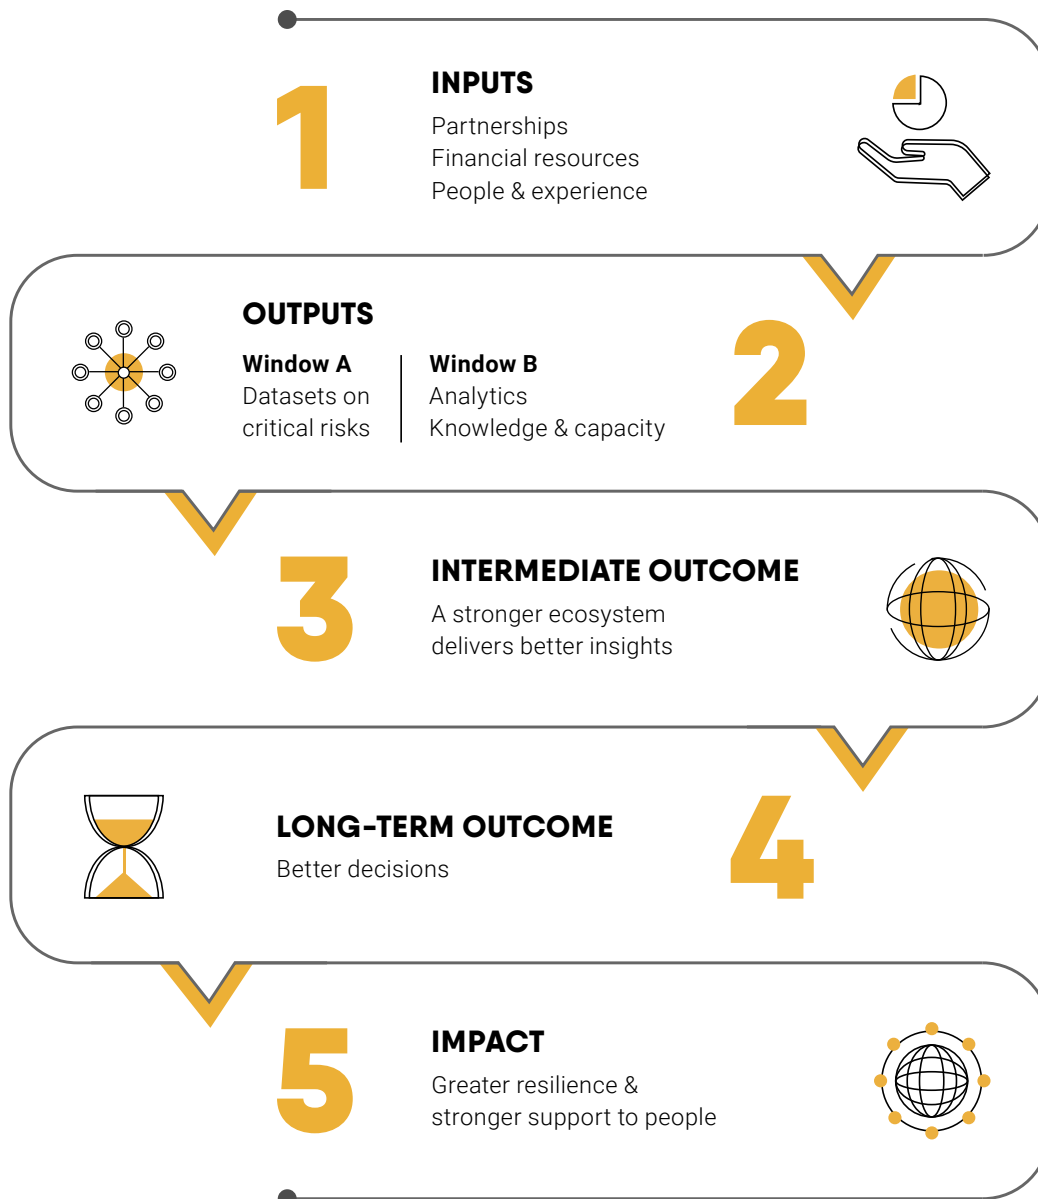 1
INPUTS
Partnerships
Financial resources
People & experience
OUTPUTS
Window A
Datasets on
critical risks
Window B
Analytics
Knowledge & capacity
2
3
INTERMEDIATE OUTCOME
A stronger ecosystem
delivers better insights
LONG-TERM OUTCOME
Better decisions
4
5
IMPACT
Greater resilience &
stronger support to people